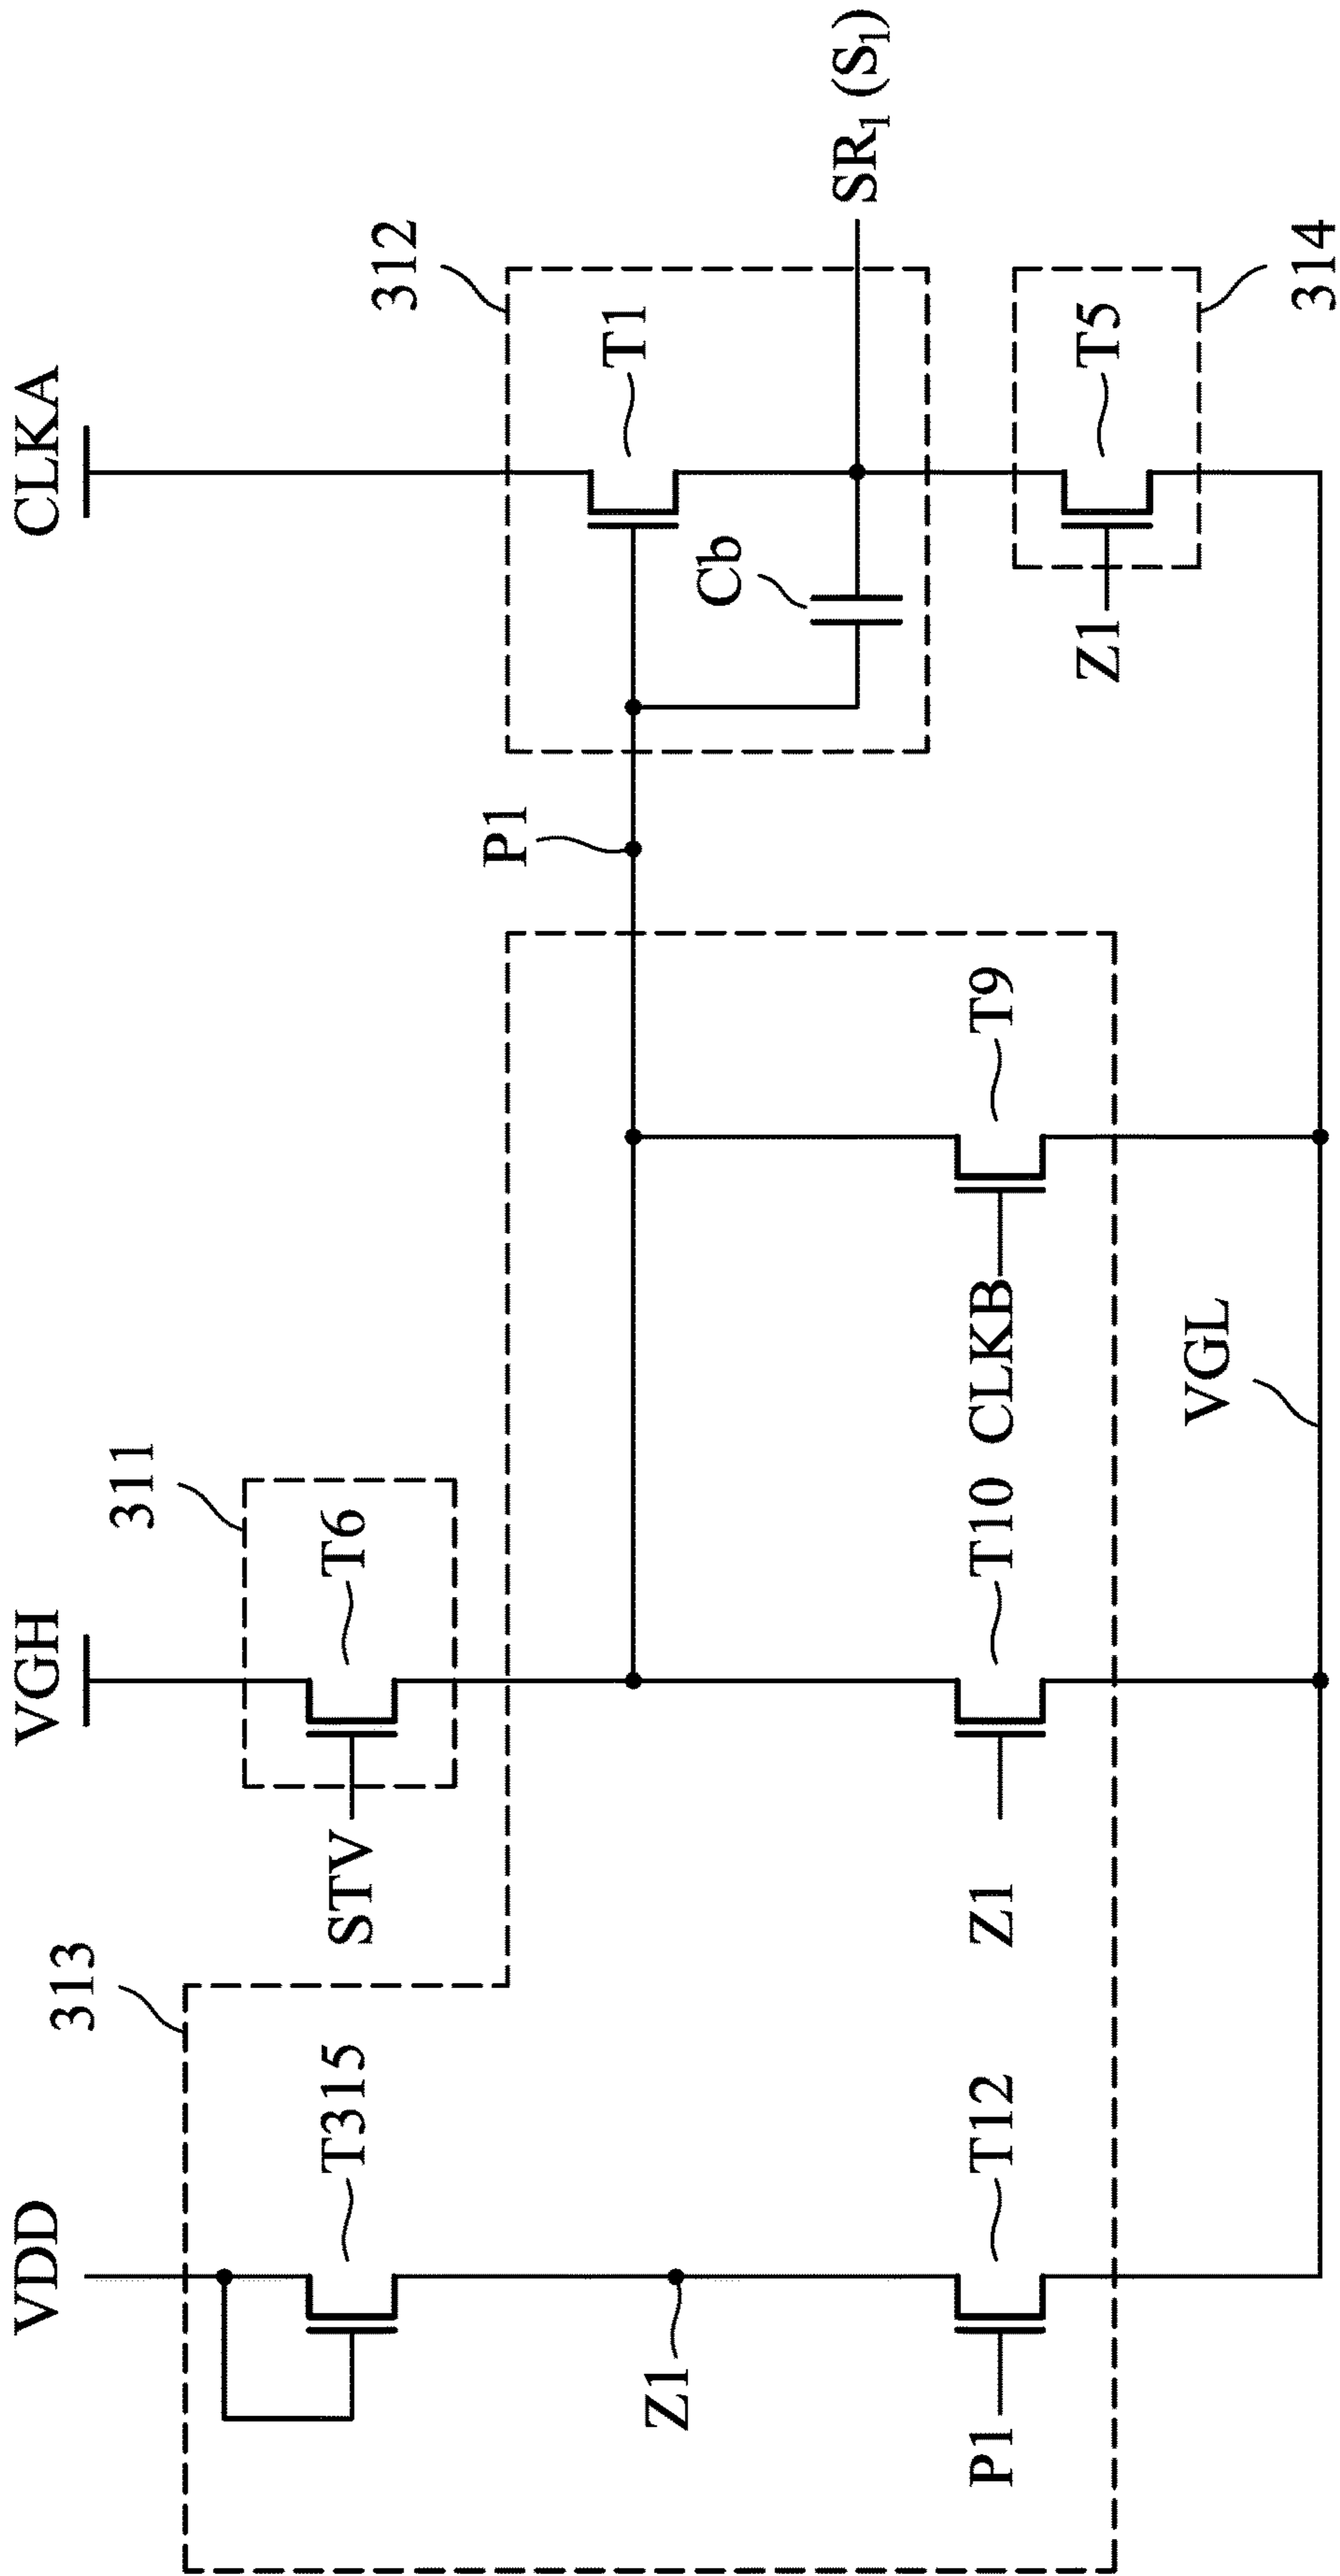 VDD
VGH
CLKA
313
311
312
T315
STV
T6
T1
P1
Cb
SR₁ (S₁)
Z1
P1
T12
Z1
T10
CLKB
T9
Z1
T5
314
VGL